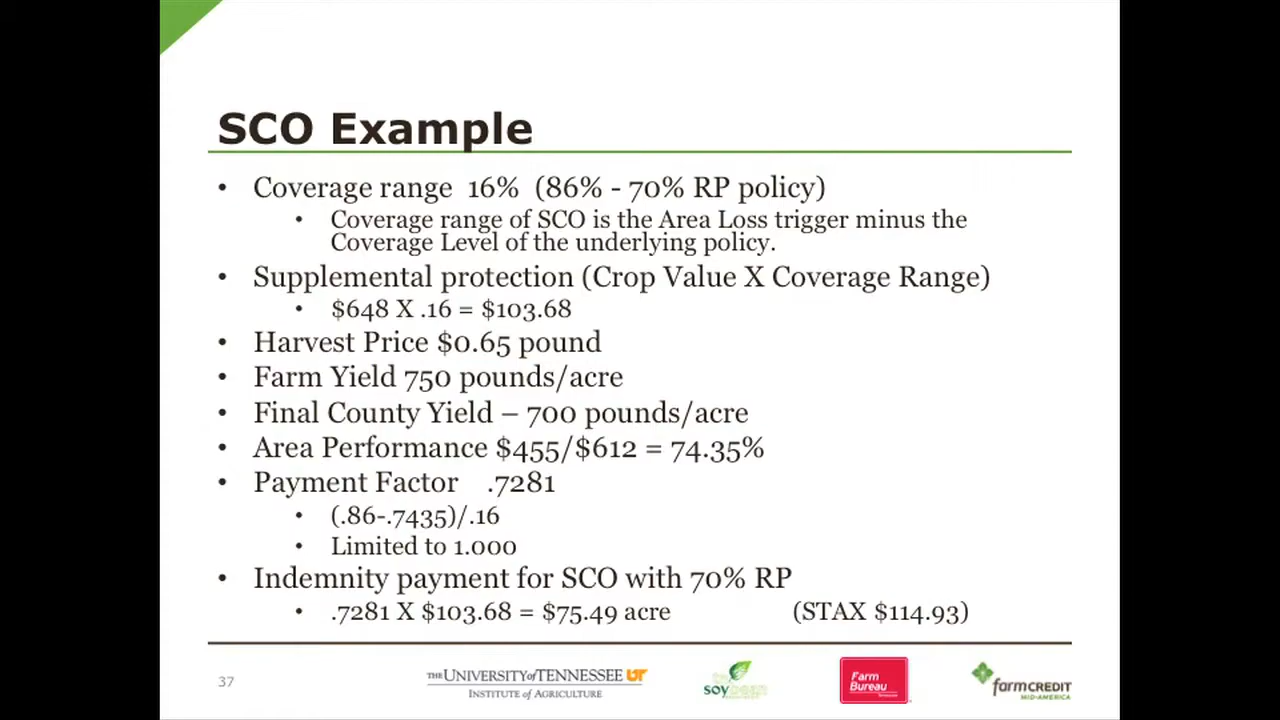 SCO Example
• Coverage range 16% (86% - 70% RP policy)
• Coverage range of SCO is the Area Loss trigger minus the
Coverage Level of the underlying policy.
• Supplemental protection (Crop Value X Coverage Range)
• $648 X .16 = $103.68
• Harvest Price $0.65 pound
• Farm Yield 750 pounds/acre
• Final County Yield – 700 pounds/acre
• Area Performance $455/$612 = 74.35%
• Payment Factor .7281
• (.86-.7435)/.16
• Limited to 1.000
• Indemnity payment for SCO with 70% RP
• .7281 X $103.68 = $75.49 acre (STAX $114.93)
37
THE UNIVERSITY of TENNESSEE UT
INSTITUTE of AGRICULTURE
soybean
Farm
Bureau
farm CREDIT
MID-AMERICA